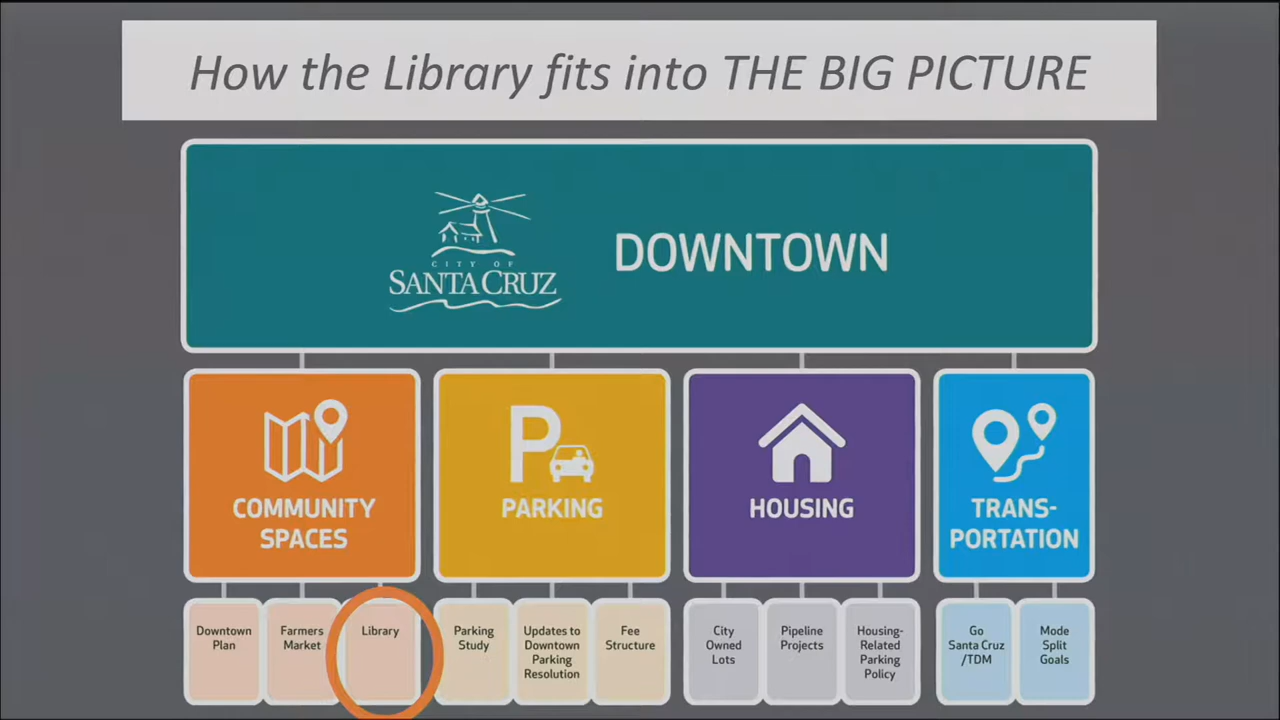 How the Library fits into THE BIG PICTURE
CITY OF
SANTA CRUZ
DOWNTOWN
COMMUNITY
SPACES
P
PARKING
HOUSING
TRANS-
PORTATION
Downtown
Plan
Farmers
Market
Library
Parking
Study
Updates to
Downtown
Parking
Resolution
Fee
Structure
City
Owned
Lots
Pipeline
Projects
Housing-
Related
Parking
Policy
Go
Santa Cruz
/TDM
Mode
Split
Goals